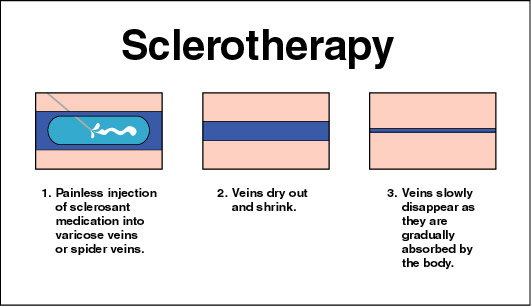 Sclerotherapy
1. Painless injection
of sclerosant
medication into
varicose veins
or spider veins.
2. Veins dry out
and shrink.
3. Veins slowly
disappear as
they are
gradually
absorbed by
the body.